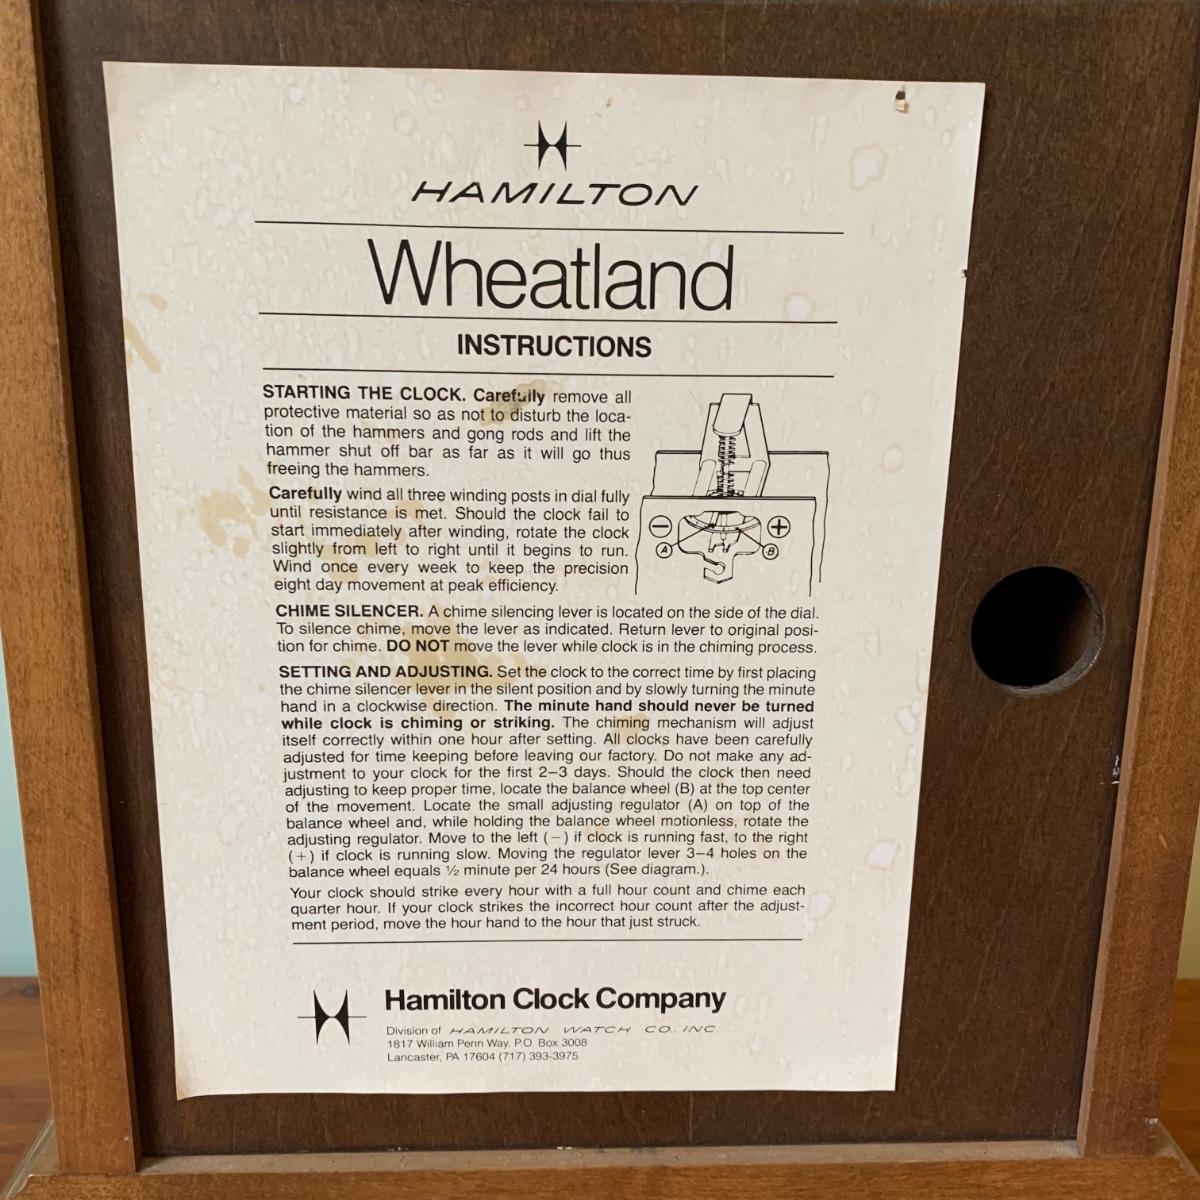 HAMILTON
Wheatland
INSTRUCTIONS
STARTING THE CLOCK. Carefully remove all
protective material so as not to disturb the loca-
tion of the hammers and gong rods and lift the
hammer shut off bar as far as it will go thus
freeing the hammers.
Carefully wind all three winding posts in dial fully
until resistance is met. Should the clock fail to
start immediately after winding, rotate the clock
slightly from left to right until it begins to run.
Wind once every week to keep the precision
eight day movement at peak efficiency.
− +
A B
CHIME SILENCER. A chime silencing lever is located on the side of the dial.
To silence chime, move the lever as indicated. Return lever to original posi-
tion for chime. DO NOT move the lever while clock is in the chiming process.
SETTING AND ADJUSTING. Set the clock to the correct time by first placing
the chime silencer lever in the silent position and by slowly turning the minute
hand in a clockwise direction. The minute hand should never be turned
while clock is chiming or striking. The chiming mechanism will adjust
itself correctly within one hour after setting. All clocks have been carefully
adjusted for time keeping before leaving our factory. Do not make any ad-
justment to your clock for the first 2–3 days. Should the clock then need
adjusting to keep proper time, locate the balance wheel (B) at the top center
of the movement. Locate the small adjusting regulator (A) on top of the
balance wheel and, while holding the balance wheel motionless, rotate the
adjusting regulator. Move to the left (−) if clock is running fast, to the right
(+) if clock is running slow. Moving the regulator lever 3–4 holes on the
balance wheel equals ½ minute per 24 hours (See diagram.).
Your clock should strike every hour with a full hour count and chime each
quarter hour. If your clock strikes the incorrect hour count after the adjust-
ment period, move the hour hand to the hour that just struck.
Hamilton Clock Company
Division of HAMILTON WATCH CO. INC.
1817 William Penn Way, P.O. Box 3008
Lancaster, PA 17604 (717) 393-3975